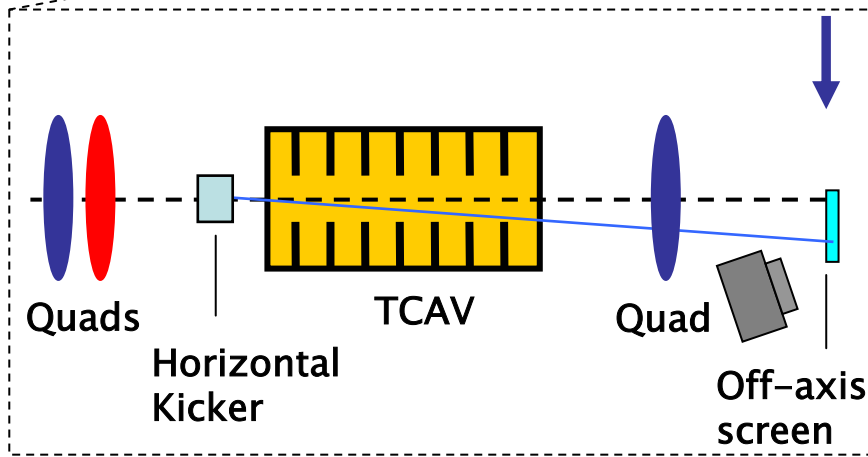 Quads
TCAV
Quad
Horizontal
Kicker
Off-axis
screen